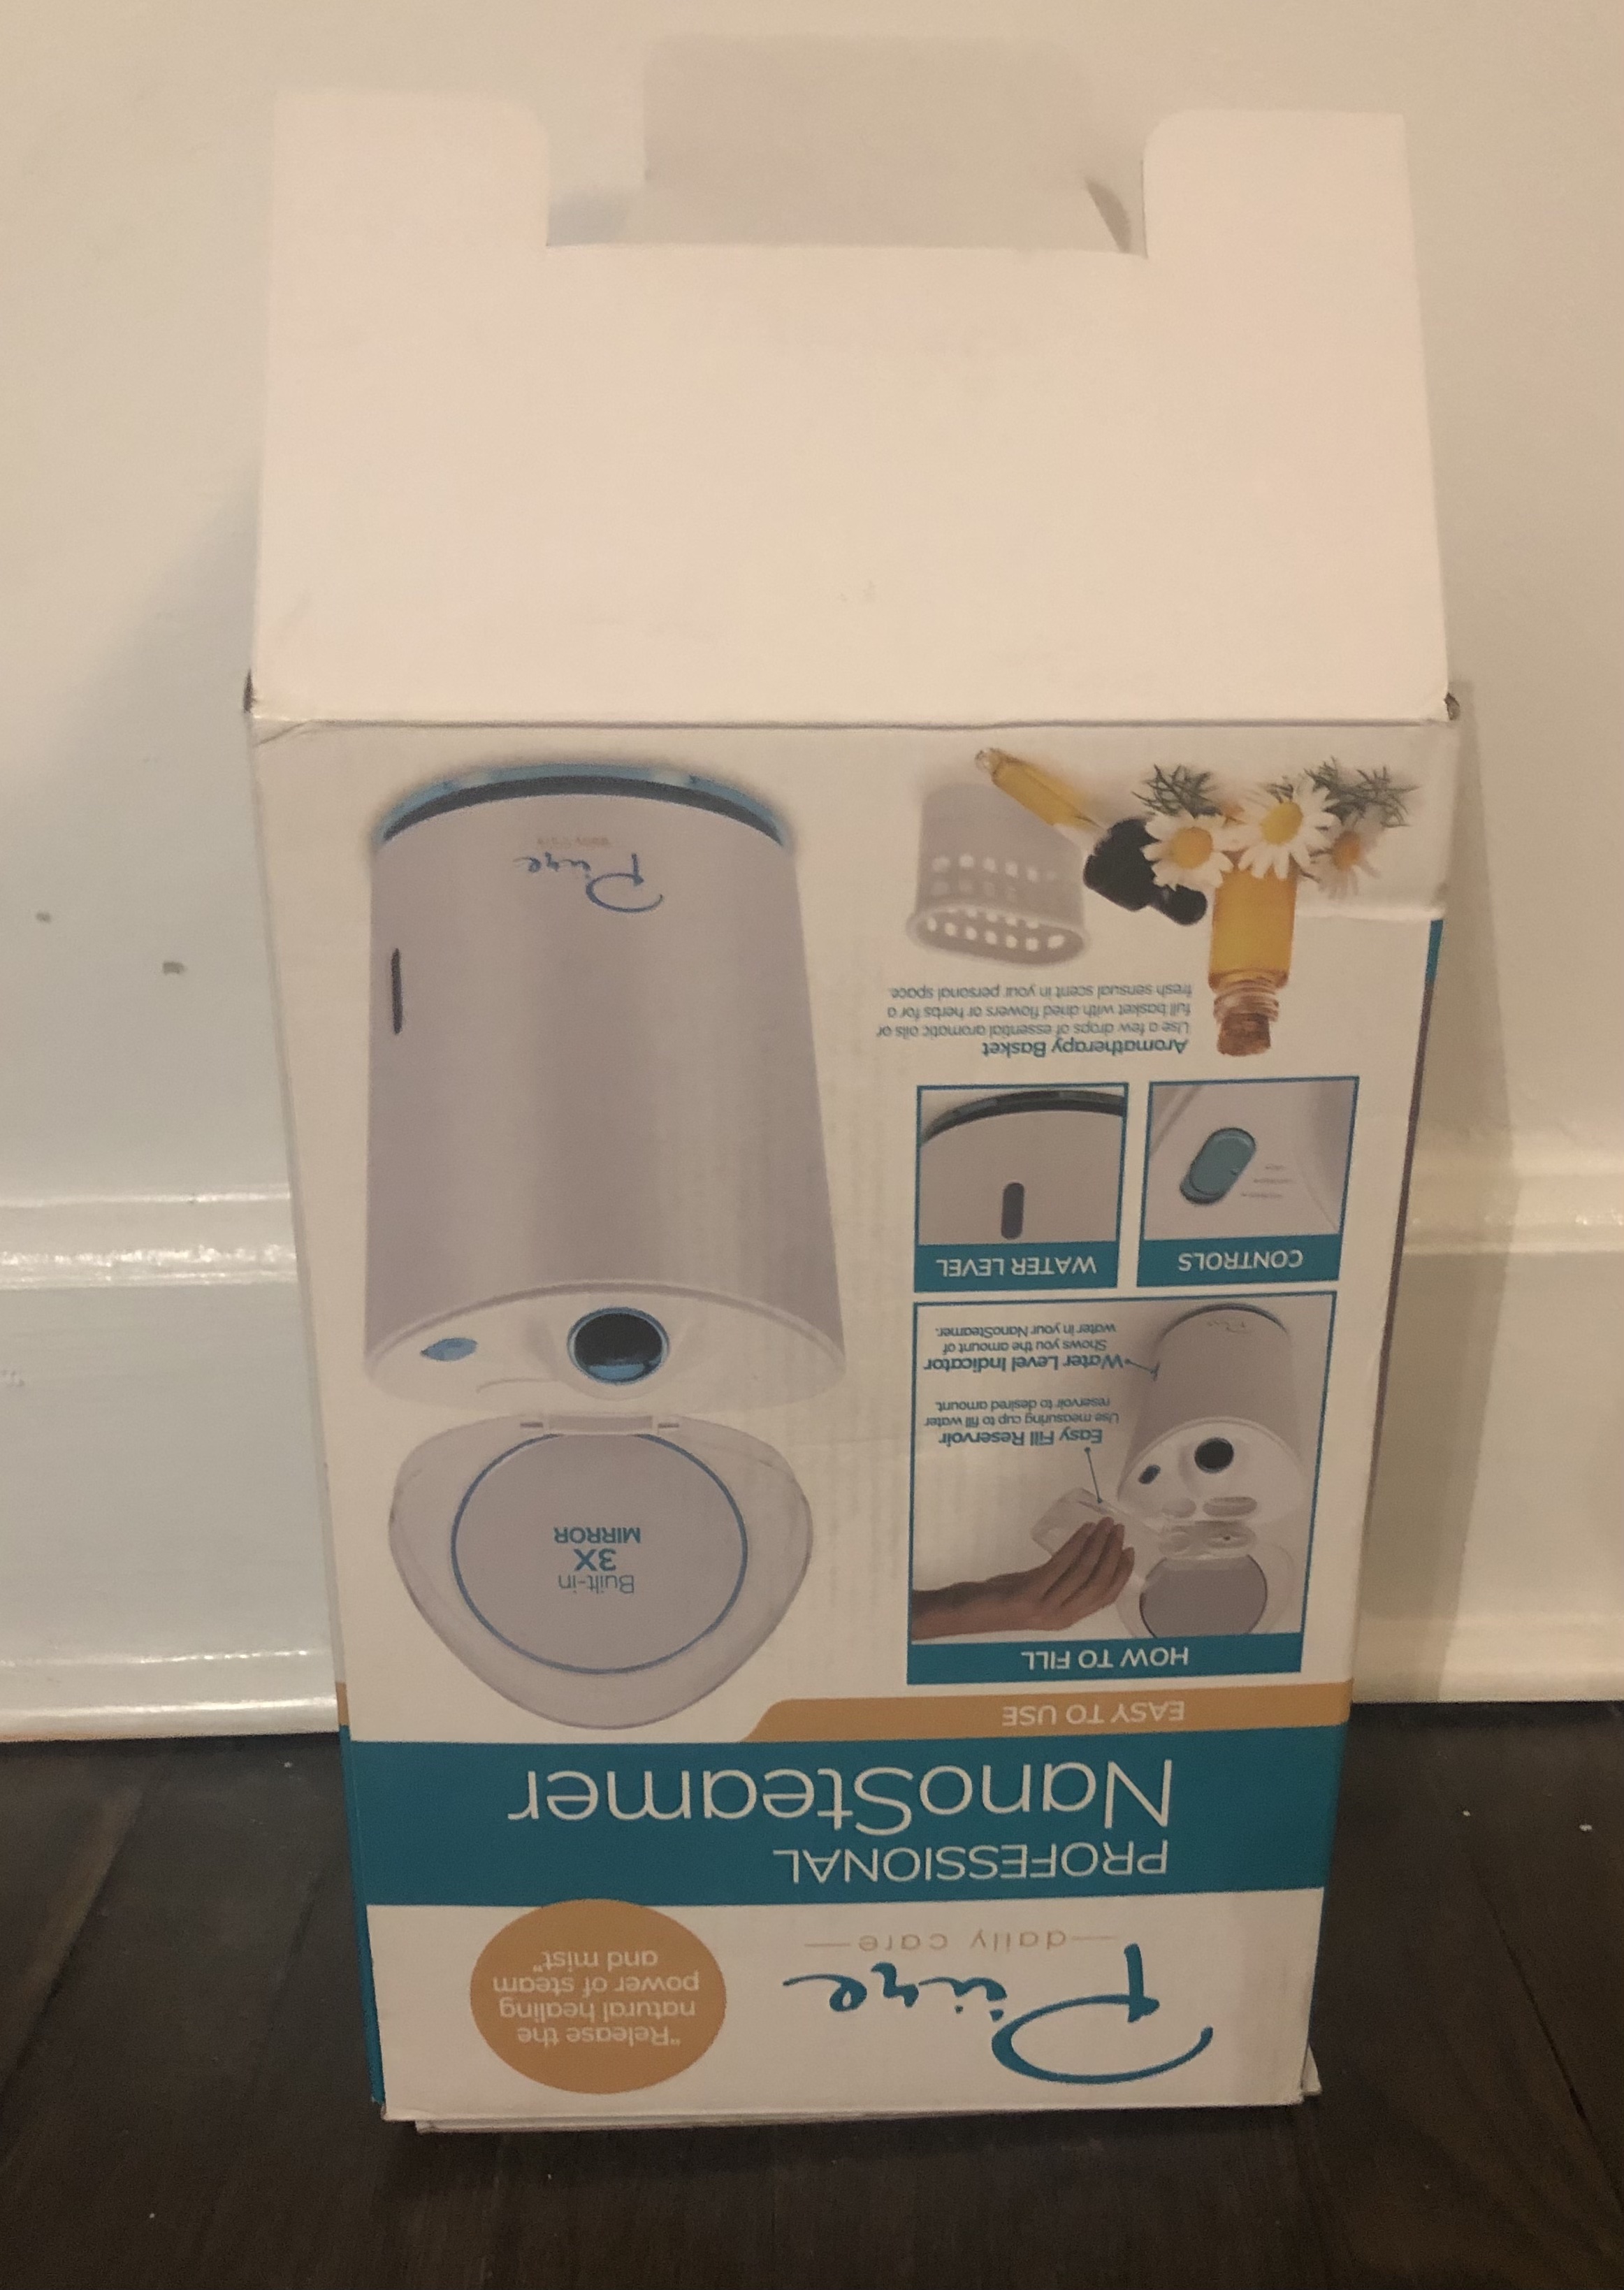 Pure
daily care
"Release the
natural healing
power of steam
and mist"
PROFESSIONAL
NanoSteamer
EASY TO USE
HOW TO FILL
Easy Fill Reservoir
Use measuring cup to fill water
reservoir to desired amount.
Water Level Indicator
Shows you the amount of
water in your NanoSteamer.
CONTROLS
WATER LEVEL
Aromatherapy Basket
Use a few drops of essential aromatic oils or
full basket with dried flowers or herbs for a
fresh sensual scent in your personal space.
Built-in
3X
MIRROR
Pure